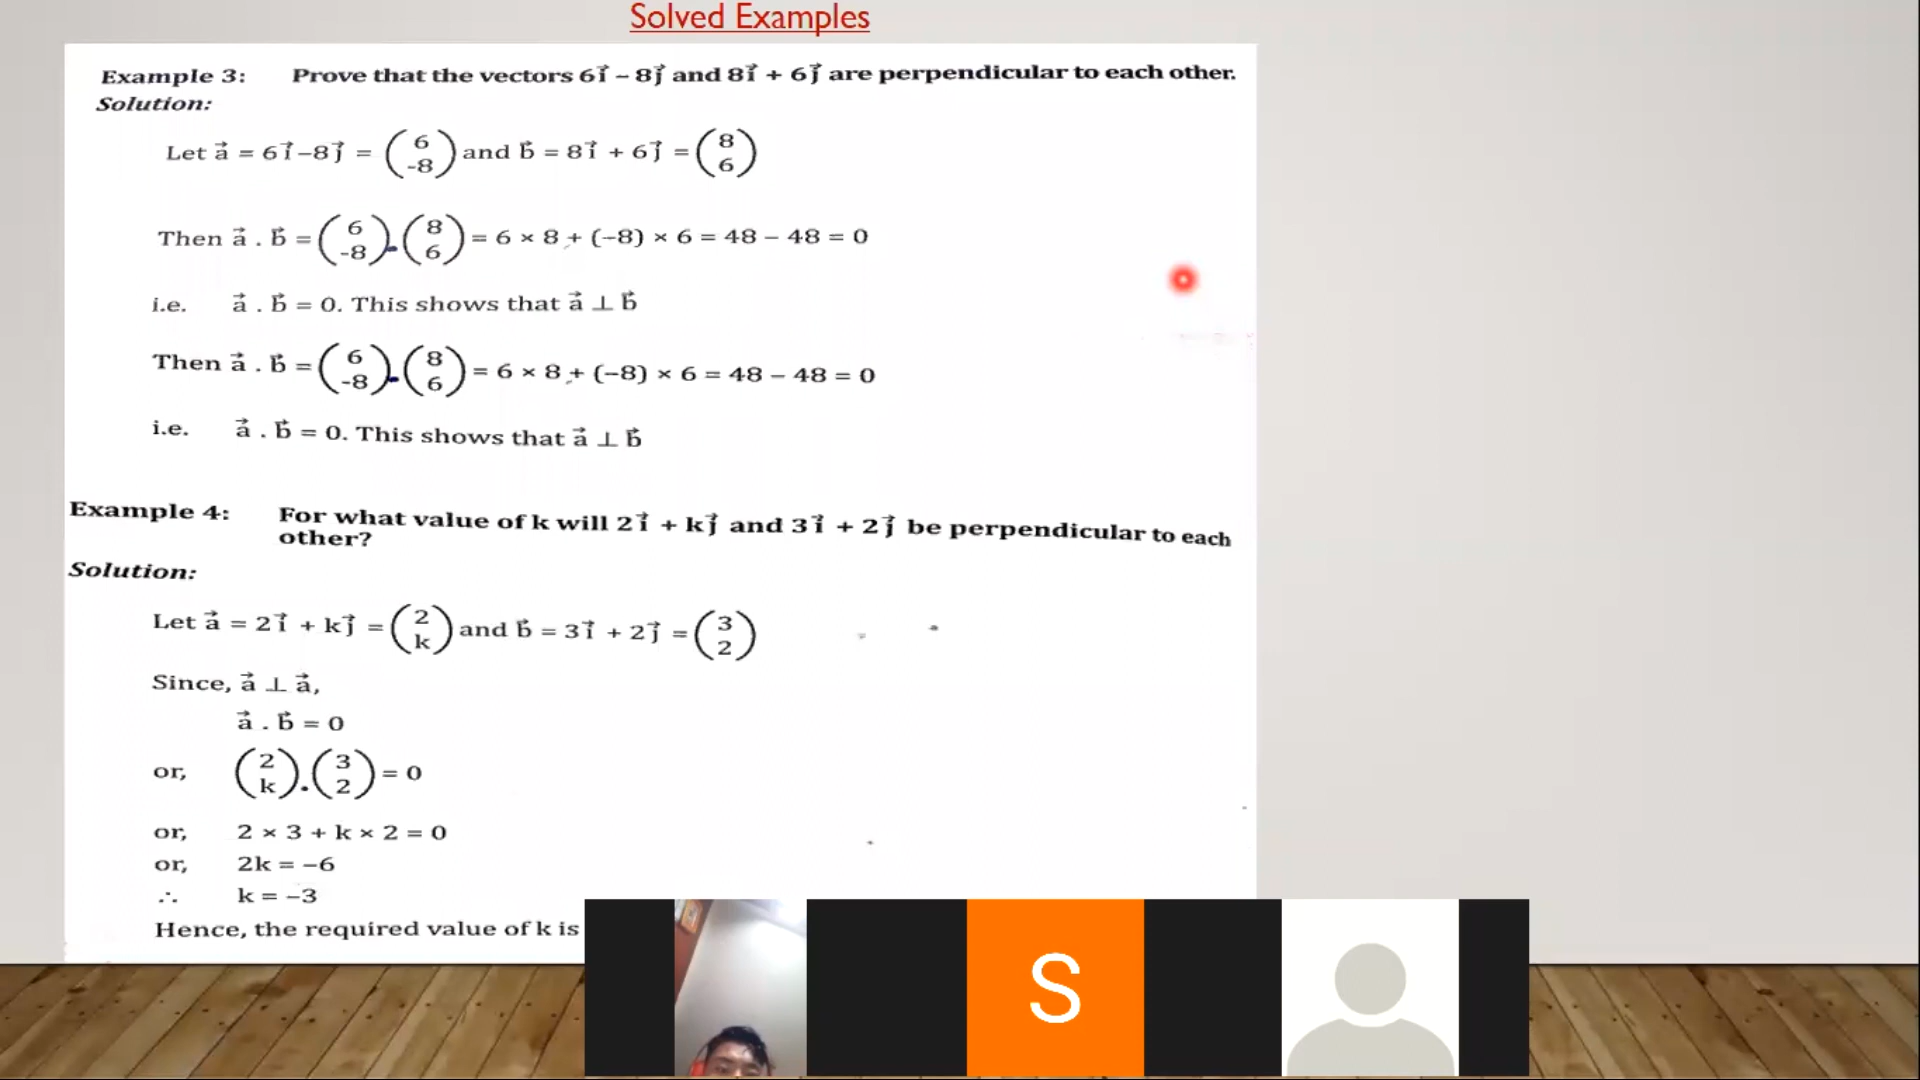 Solved Examples
Example 3: Prove that the vectors 6i⃗ – 8j⃗ and 8i⃗ + 6j⃗ are perpendicular to each other.
Solution:
Let a⃗ = 6i⃗–8j⃗ = (6 -8) and b⃗ = 8i⃗ + 6j⃗ = (8 6)
Then a⃗ . b⃗ = (6 -8).(8 6) = 6 × 8 + (–8) × 6 = 48 – 48 = 0
i.e. a⃗ . b⃗ = 0. This shows that a⃗ ⊥ b⃗
Then a⃗ . b⃗ = (6 -8).(8 6) = 6 × 8 + (–8) × 6 = 48 – 48 = 0
i.e. a⃗ . b⃗ = 0. This shows that a⃗ ⊥ b⃗
Example 4: For what value of k will 2i⃗ + kj⃗ and 3i⃗ + 2j⃗ be perpendicular to each
other?
Solution:
Let a⃗ = 2i⃗ + kj⃗ = (2 k) and b⃗ = 3i⃗ + 2j⃗ = (3 2)
Since, a⃗ ⊥ a⃗,
a⃗ . b⃗ = 0
or, (2 k).(3 2) = 0
or, 2 × 3 + k × 2 = 0
or, 2k = –6
∴ k = –3
Hence, the required value of k is
S